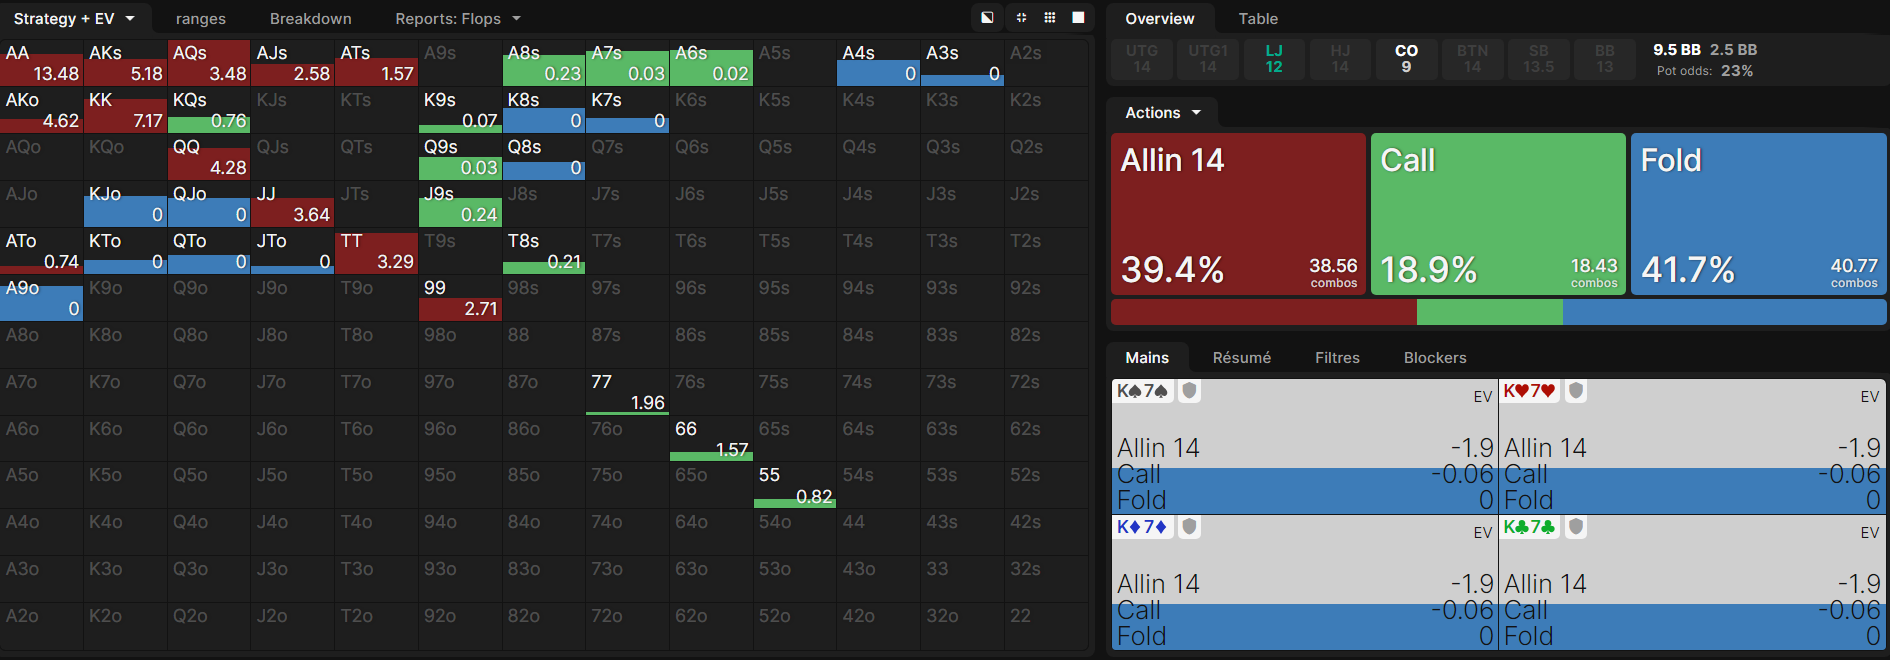 Strategy + EV ranges Breakdown Reports: Flops
AA AKs AQs AJs ATs A9s A8s A7s A6s A5s A4s A3s A2s
13.48 5.18 3.48 2.58 1.57 0.23 0.03 0.02 0 0
AKo KK KQs KJs KTs K9s K8s K7s K6s K5s K4s K3s K2s
4.62 7.17 0.76 0.07 0 0
AQo KQo QQ QJs QTs Q9s Q8s Q7s Q6s Q5s Q4s Q3s Q2s
4.28 0.03 0
AJo KJo QJo JJ JTs J9s J8s J7s J6s J5s J4s J3s J2s
0 0 3.64 0.24
ATo KTo QTo JTo TT T9s T8s T7s T6s T5s T4s T3s T2s
0.74 0 0 0 3.29 0.21
A9o K9o Q9o J9o T9o 99 98s 97s 96s 95s 94s 93s 92s
0 2.71
A8o K8o Q8o J8o T8o 98o 88 87s 86s 85s 84s 83s 82s
A7o K7o Q7o J7o T7o 97o 87o 77 76s 75s 74s 73s 72s
1.96
A6o K6o Q6o J6o T6o 96o 86o 76o 66 65s 64s 63s 62s
1.57
A5o K5o Q5o J5o T5o 95o 85o 75o 65o 55 54s 53s 52s
0.82
A4o K4o Q4o J4o T4o 94o 84o 74o 64o 54o 44 43s 42s
A3o K3o Q3o J3o T3o 93o 83o 73o 63o 53o 43o 33 32s
A2o K2o Q2o J2o T2o 92o 82o 72o 62o 52o 42o 32o 22
Overview Table
UTG UTG1 LJ HJ CO BTN SB BB
14 14 12 14 9 14 13.5 13
9.5 BB 2.5 BB
Pot odds: 23%
Actions
Allin 14 Call Fold
39.4% 38.56 combos 18.9% 18.43 combos 41.7% 40.77 combos
Mains Résumé Filtres Blockers
K♠7♠ EV K♥7♥ EV
Allin 14 -1.9 Allin 14 -1.9
Call -0.06 Call -0.06
Fold 0 Fold 0
K♦7♦ EV K♣7♣ EV
Allin 14 -1.9 Allin 14 -1.9
Call -0.06 Call -0.06
Fold 0 Fold 0